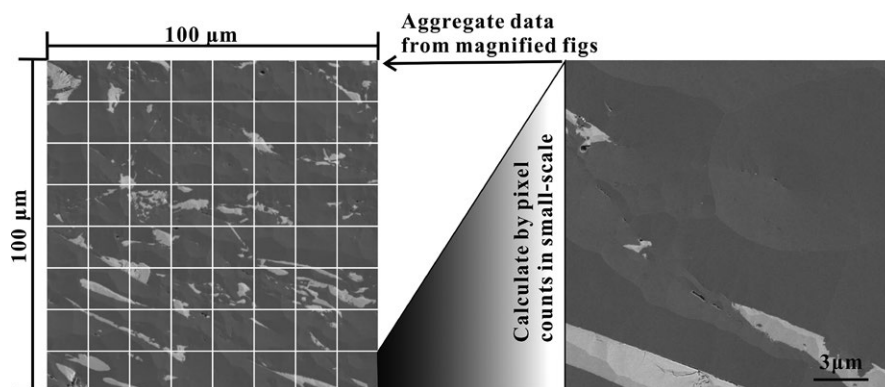 100 μm
Aggregate data
from magnified figs
100 μm
Calculate by pixel
counts in small-scale
3μm